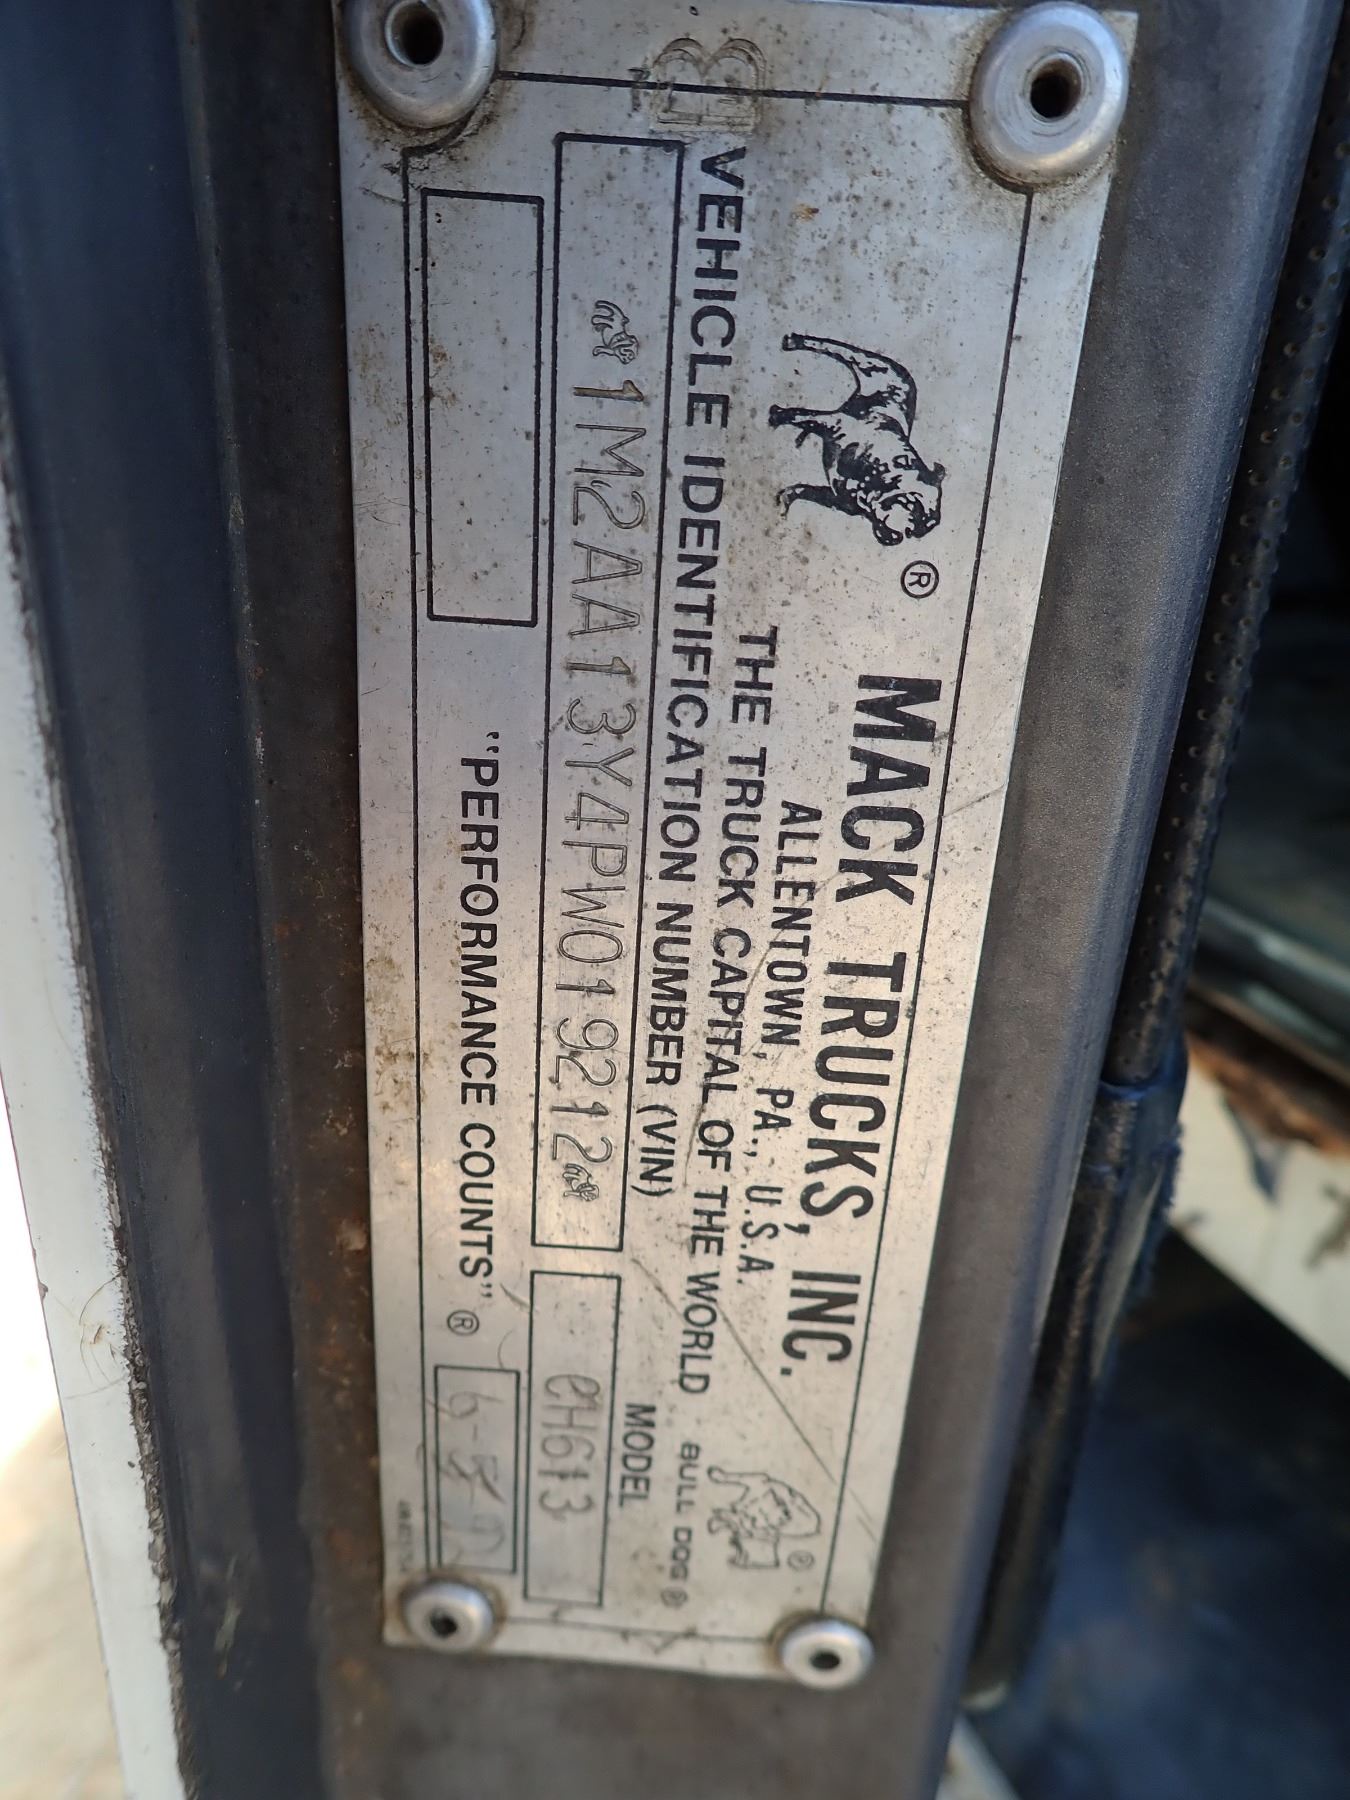 ® MACK TRUCKS, INC.
ALLENTOWN, PA., U.S.A.
THE TRUCK CAPITAL OF THE WORLD
BULL DOG ®
®
VEHICLE IDENTIFICATION NUMBER (VIN)
MODEL
1M2AA13Y4PW019212
CH613
"PERFORMANCE COUNTS" ®